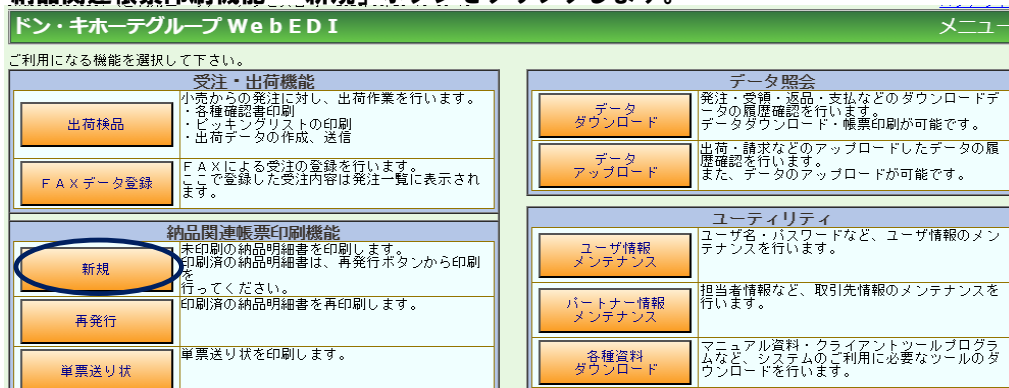 ドン・キホーテグループ WebEDI
メニュー
ご利用になる機能を選択して下さい。
受注・出荷機能
出荷検品
小売からの発注に対し、出荷作業を行います。
・各種確認書印刷
・ピッキングリストの印刷
・出荷データの作成、送信
FAXデータ登録
FAXによる受注の登録を行います。
ここで登録した受注内容は発注一覧に表示され
ます。
納品関連帳票印刷機能
新規
未印刷の納品明細書を印刷します。
印刷済の納品明細書は、再発行ボタンから印刷
を
行ってください。
再発行
印刷済の納品明細書を再印刷します。
単票送り状
単票送り状を印刷します。
データ照会
データ
ダウンロード
発注・受領・返品・支払などのダウンロードデ
ータの履歴確認を行います。
データダウンロード・帳票印刷が可能です。
データ
アップロード
出荷・請求などのアップロードしたデータの履
歴確認を行います。
また、データのアップロードが可能です。
ユーティリティ
ユーザ情報
メンテナンス
ユーザ名・パスワードなど、ユーザ情報のメン
テナンスを行います。
パートナー情報
メンテナンス
担当者情報など、取引先情報のメンテナンスを
行います。
各種資料
ダウンロード
マニュアル資料・クライアントツールプログラ
ムなど、システムのご利用に必要なツールのダ
ウンロードを行います。